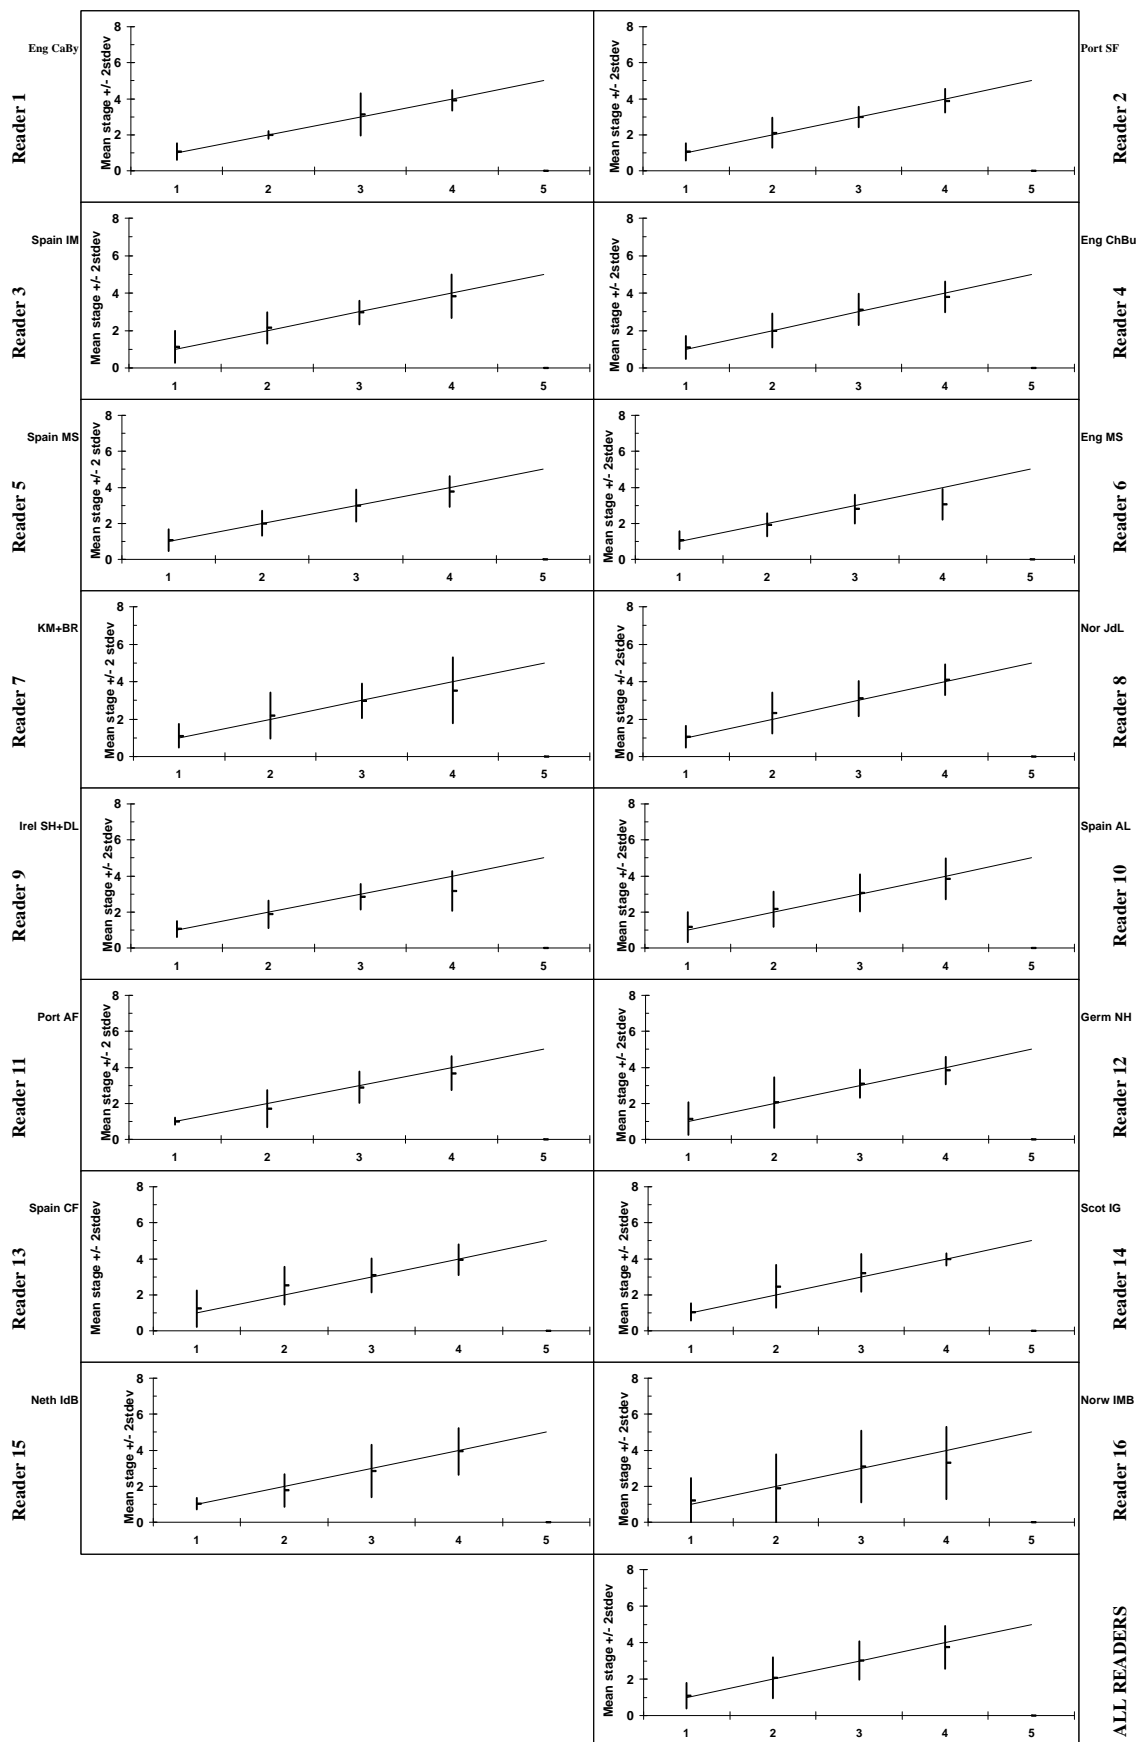 Eng CaBy
Reader 1
Mean stage +/- 2stdev
8
6
4
2
0
1 2 3 4 5
Port SF
Reader 2
Mean stage +/- 2stdev
8
6
4
2
0
1 2 3 4 5
Spain IM
Reader 3
Mean stage +/- 2stdev
8
6
4
2
0
1 2 3 4 5
Eng ChBu
Reader 4
Mean stage +/- 2stdev
8
6
4
2
0
1 2 3 4 5
Spain MS
Reader 5
Mean stage +/- 2 stdev
8
6
4
2
0
1 2 3 4 5
Eng MS
Reader 6
Mean stage +/- 2stdev
8
6
4
2
0
1 2 3 4 5
KM+BR
Reader 7
Mean stage +/- 2 stdev
8
6
4
2
0
1 2 3 4 5
Nor JdL
Reader 8
Mean stage +/- 2stdev
8
6
4
2
0
1 2 3 4 5
Irel SH+DL
Reader 9
Mean stage +/- 2stdev
8
6
4
2
0
1 2 3 4 5
Spain AL
Reader 10
Mean stage +/- 2stdev
8
6
4
2
0
1 2 3 4 5
Port AF
Reader 11
Mean stage +/- 2 stdev
8
6
4
2
0
1 2 3 4 5
Germ NH
Reader 12
Mean stage +/- 2stdev
8
6
4
2
0
1 2 3 4 5
Spain CF
Reader 13
Mean stage +/- 2stdev
8
6
4
2
0
1 2 3 4 5
Scot IG
Reader 14
Mean stage +/- 2stdev
8
6
4
2
0
1 2 3 4 5
Neth IdB
Reader 15
Mean stage +/- 2stdev
8
6
4
2
0
1 2 3 4 5
Norw IMB
Reader 16
Mean stage +/- 2stdev
8
6
4
2
0
1 2 3 4 5
ALL READERS
Mean stage +/- 2stdev
8
6
4
2
0
1 2 3 4 5